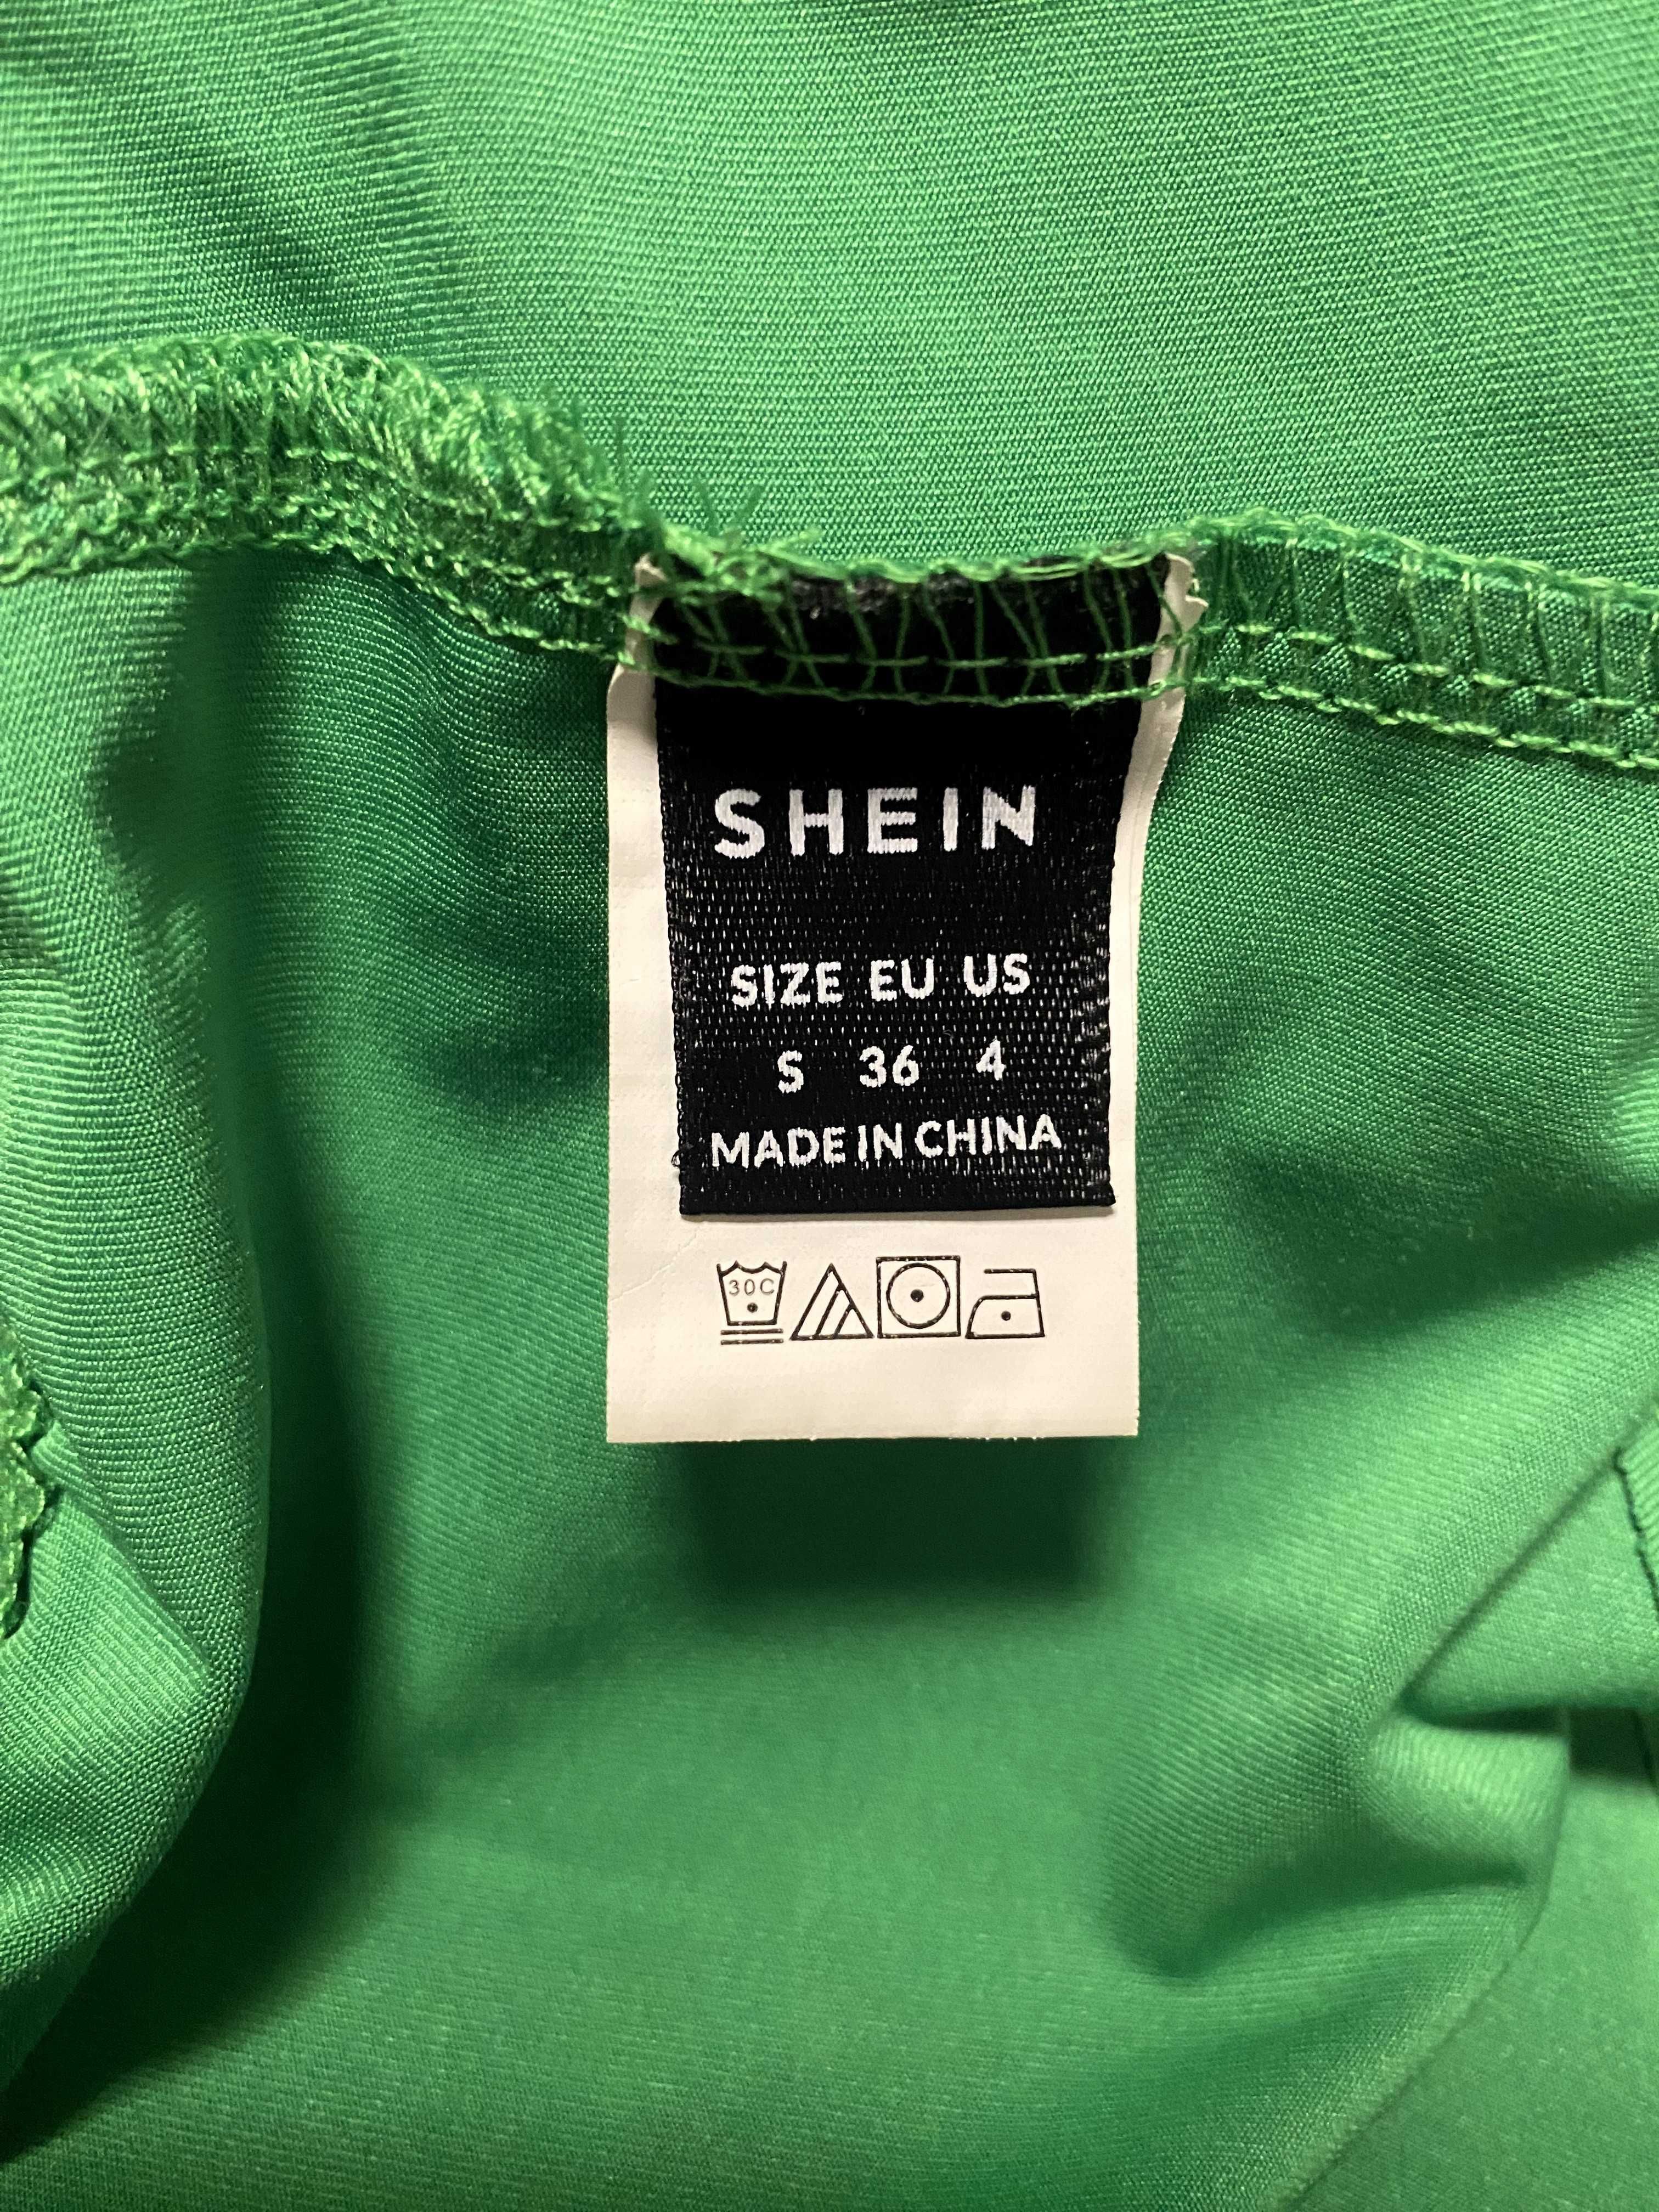 SHEIN
SIZE EU US
S 36 4
MADE IN CHINA
30C